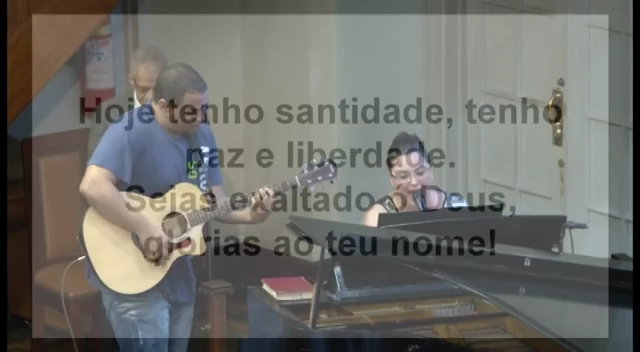 Hoje tenho santidade, tenho
paz e liberdade.
Sejas exaltado ó Deus,
glórias ao teu nome!